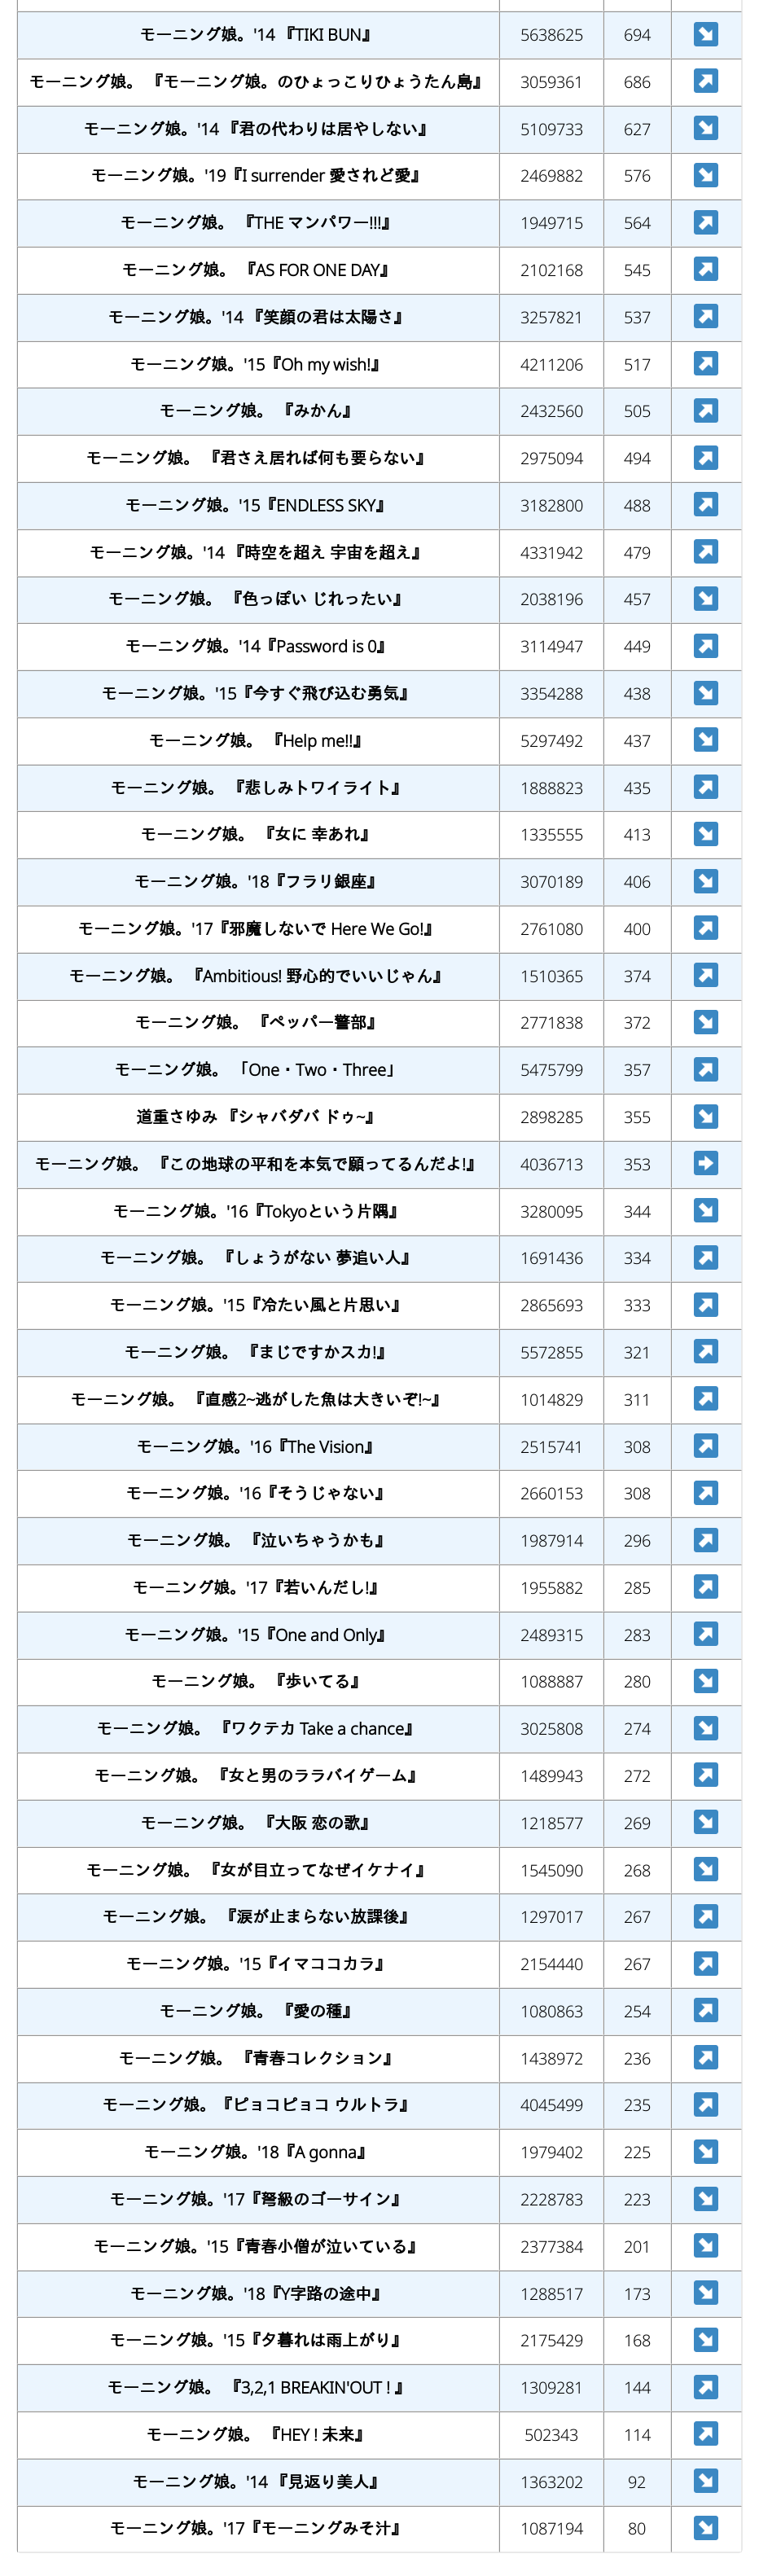 モーニング娘。'14 『TIKI BUN』 5638625 694
モーニング娘。 『モーニング娘。のひょっこりひょうたん島』 3059361 686
モーニング娘。'14 『君の代わりは居やしない』 5109733 627
モーニング娘。'19『I surrender 愛されど愛』 2469882 576
モーニング娘。 『THE マンパワー!!!』 1949715 564
モーニング娘。 『AS FOR ONE DAY』 2102168 545
モーニング娘。'14 『笑顔の君は太陽さ』 3257821 537
モーニング娘。'15『Oh my wish!』 4211206 517
モーニング娘。 『みかん』 2432560 505
モーニング娘。 『君さえ居れば何も要らない』 2975094 494
モーニング娘。'15『ENDLESS SKY』 3182800 488
モーニング娘。'14 『時空を超え 宇宙を超え』 4331942 479
モーニング娘。 『色っぽい じれったい』 2038196 457
モーニング娘。'14『Password is 0』 3114947 449
モーニング娘。'15『今すぐ飛び込む勇気』 3354288 438
モーニング娘。 『Help me!!』 5297492 437
モーニング娘。 『悲しみトワイライト』 1888823 435
モーニング娘。 『女に 幸あれ』 1335555 413
モーニング娘。'18『フラリ銀座』 3070189 406
モーニング娘。'17『邪魔しないで Here We Go!』 2761080 400
モーニング娘。 『Ambitious! 野心的でいいじゃん』 1510365 374
モーニング娘。 『ペッパー警部』 2771838 372
モーニング娘。 「One・Two・Three」 5475799 357
道重さゆみ 『シャバダバ ドゥ~』 2898285 355
モーニング娘。 『この地球の平和を本気で願ってるんだよ!』 4036713 353
モーニング娘。'16『Tokyoという片隅』 3280095 344
モーニング娘。 『しょうがない 夢追い人』 1691436 334
モーニング娘。'15『冷たい風と片思い』 2865693 333
モーニング娘。 『まじですかスカ!』 5572855 321
モーニング娘。 『直感2~逃がした魚は大きいぞ!~』 1014829 311
モーニング娘。'16『The Vision』 2515741 308
モーニング娘。'16『そうじゃない』 2660153 308
モーニング娘。 『泣いちゃうかも』 1987914 296
モーニング娘。'17『若いんだし!』 1955882 285
モーニング娘。'15『One and Only』 2489315 283
モーニング娘。 『歩いてる』 1088887 280
モーニング娘。 『ワクテカ Take a chance』 3025808 274
モーニング娘。 『女と男のララバイゲーム』 1489943 272
モーニング娘。 『大阪 恋の歌』 1218577 269
モーニング娘。 『女が目立ってなぜイケナイ』 1545090 268
モーニング娘。 『涙が止まらない放課後』 1297017 267
モーニング娘。'15『イマココカラ』 2154440 267
モーニング娘。 『愛の種』 1080863 254
モーニング娘。 『青春コレクション』 1438972 236
モーニング娘。『ピョコピョコ ウルトラ』 4045499 235
モーニング娘。'18『A gonna』 1979402 225
モーニング娘。'17『弩級のゴーサイン』 2228783 223
モーニング娘。'15『青春小僧が泣いている』 2377384 201
モーニング娘。'18『Y字路の途中』 1288517 173
モーニング娘。'15『夕暮れは雨上がり』 2175429 168
モーニング娘。 『3,2,1 BREAKIN'OUT ! 』 1309281 144
モーニング娘。 『HEY ! 未来』 502343 114
モーニング娘。'14 『見返り美人』 1363202 92
モーニング娘。'17『モーニングみそ汁』 1087194 80